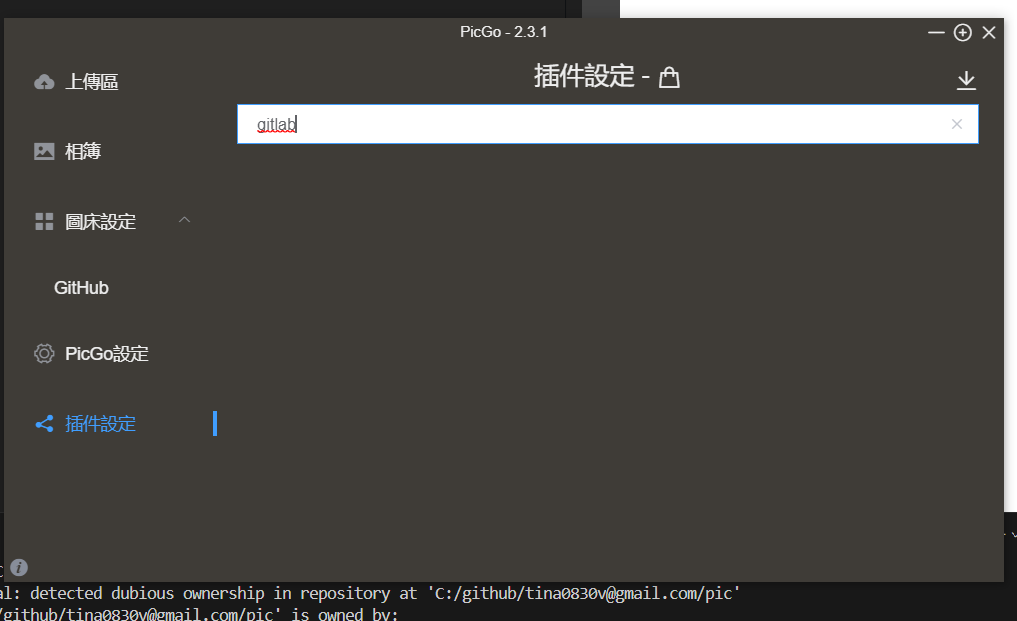 PicGo - 2.3.1
上傳區
相簿
圖床設定
GitHub
PicGo設定
插件設定
插件設定 -
gitlab
al: detected dubious ownership in repository at 'C:/github/tina0830v@gmail.com/pic'
/github/tina0830v@gmail.com/pic' is owned by: